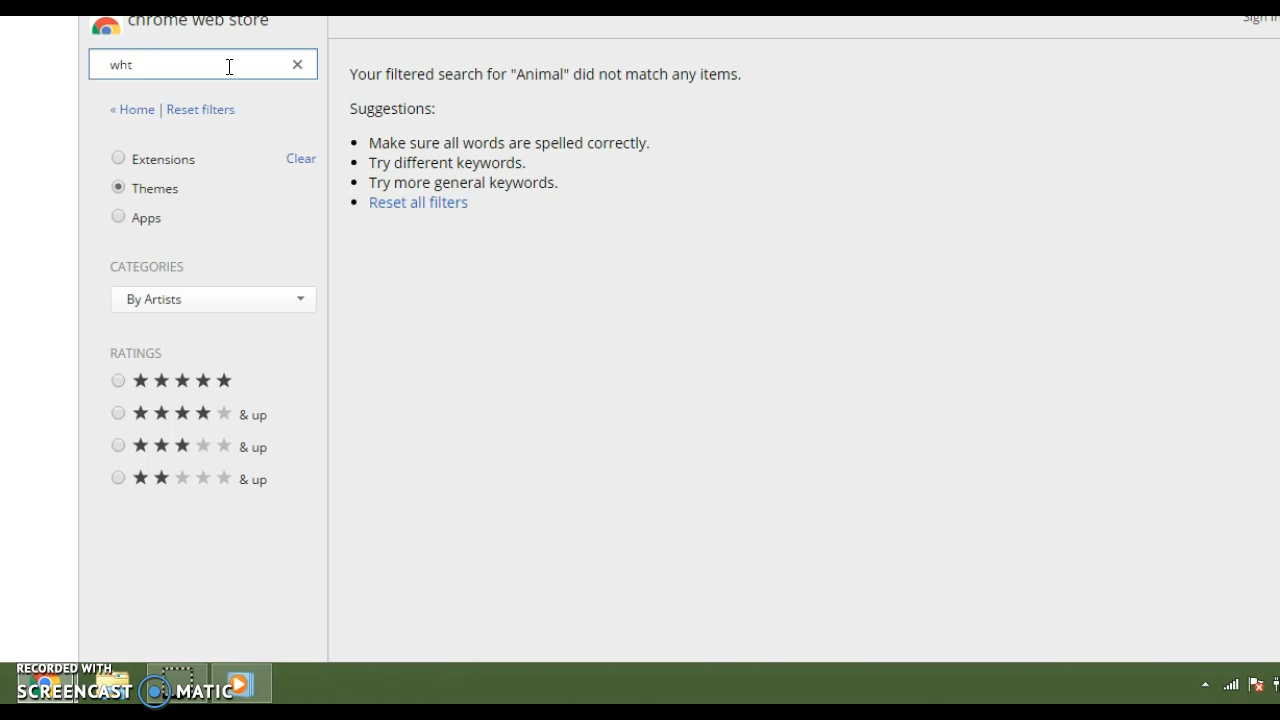 chrome web store
Sign in
wht
« Home | Reset filters
Extensions
Clear
Themes
Apps
CATEGORIES
By Artists
RATINGS
& up
& up
& up
Your filtered search for "Animal" did not match any items.
Suggestions:
Make sure all words are spelled correctly.
Try different keywords.
Try more general keywords.
Reset all filters
RECORDED WITH
SCREENCAST MATIC